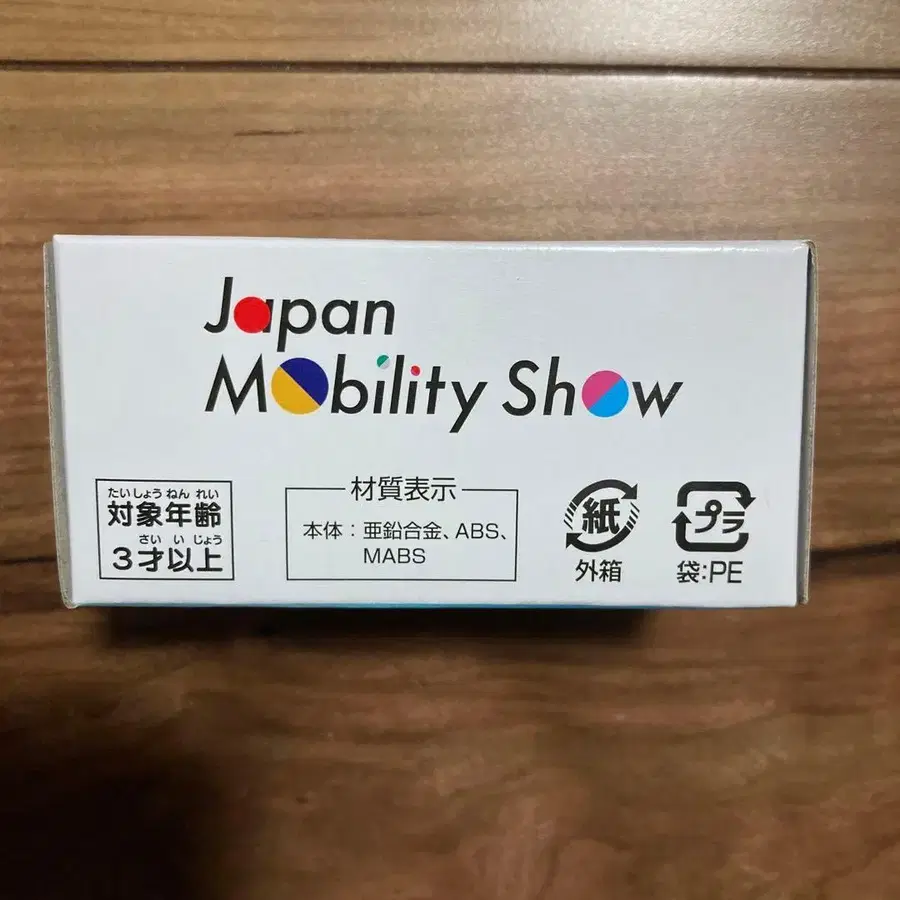 Japan
Mobility Show
たいしょうねんれい
対象年齢
さいいじょう
3才以上
材質表示
本体：亜鉛合金、ABS、
MABS
紙
外箱
プラ
袋:PE